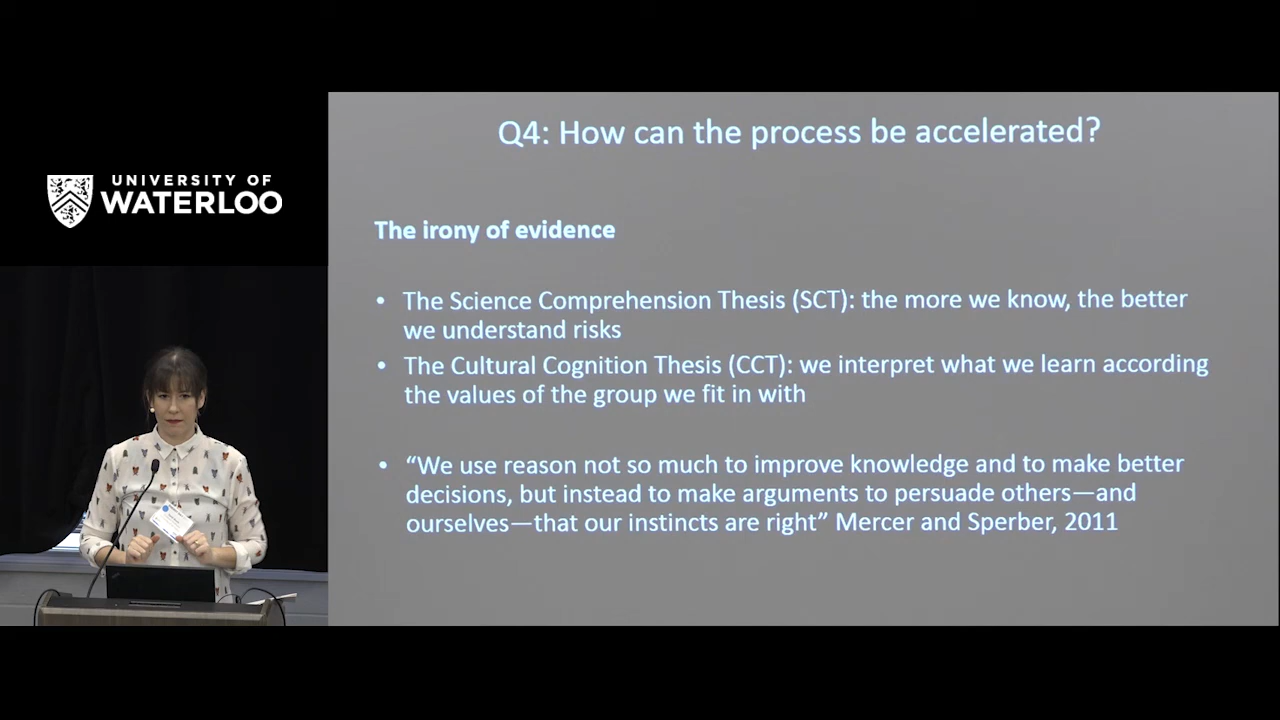 UNIVERSITY OF
WATERLOO
Q4: How can the process be accelerated?
The irony of evidence
• The Science Comprehension Thesis (SCT): the more we know, the better
we understand risks
• The Cultural Cognition Thesis (CCT): we interpret what we learn according
the values of the group we fit in with
• “We use reason not so much to improve knowledge and to make better
decisions, but instead to make arguments to persuade others—and
ourselves—that our instincts are right” Mercer and Sperber, 2011